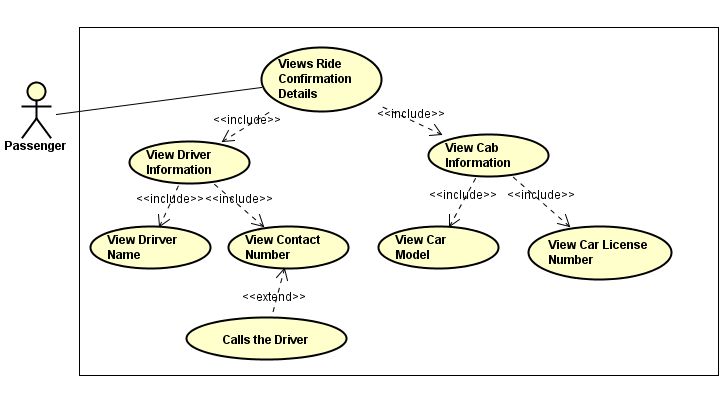 Views Ride
Confirmation
Details
Passenger
<<include>>
<<include>>
View Driver
Information
View Cab
Information
<<include>>
<<include>>
<<include>>
<<include>>
View Drirver
Name
View Contact
Number
View Car
Model
View Car License
Number
<<extend>>
Calls the Driver